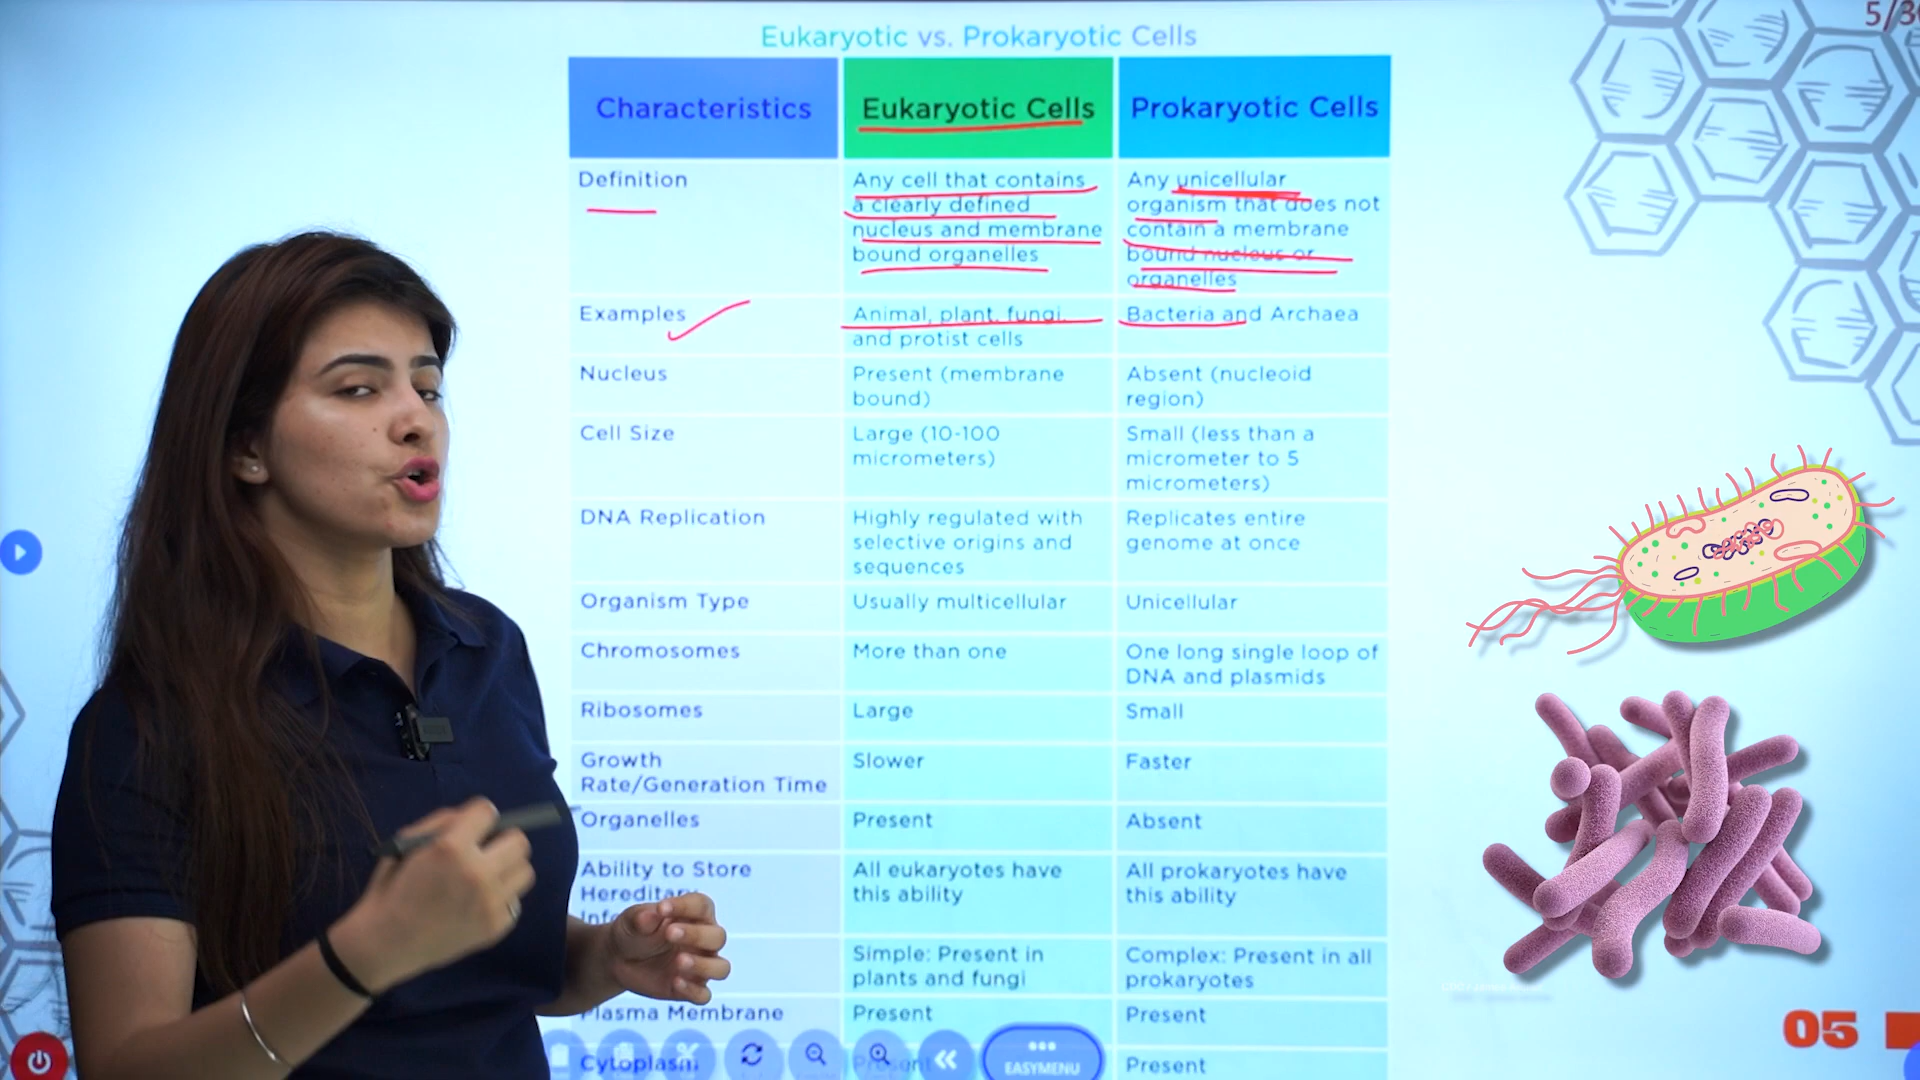 5/3
Eukaryotic vs. Prokaryotic Cells
Characteristics
Eukaryotic Cells
Prokaryotic Cells
Definition
Any cell that contains
a clearly defined
nucleus and membrane
bound organelles
Any unicellular
organism that does not
contain a membrane
bound nucleus or
organelles
Examples
Animal, plant, fungi,
and protist cells
Bacteria and Archaea
Nucleus
Present (membrane
bound)
Absent (nucleoid
region)
Cell Size
Large (10-100
micrometers)
Small (less than a
micrometer to 5
micrometers)
DNA Replication
Highly regulated with
selective origins and
sequences
Replicates entire
genome at once
Organism Type
Usually multicellular
Unicellular
Chromosomes
More than one
One long single loop of
DNA and plasmids
Ribosomes
Large
Small
Growth
Rate/Generation Time
Slower
Faster
Organelles
Present
Absent
Ability to Store
Hereditary
All eukaryotes have
this ability
All prokaryotes have
this ability
Simple: Present in
plants and fungi
Complex: Present in all
prokaryotes
Plasma Membrane
Present
Present
Cytoplasm
Present
Present
EASYMENU
05